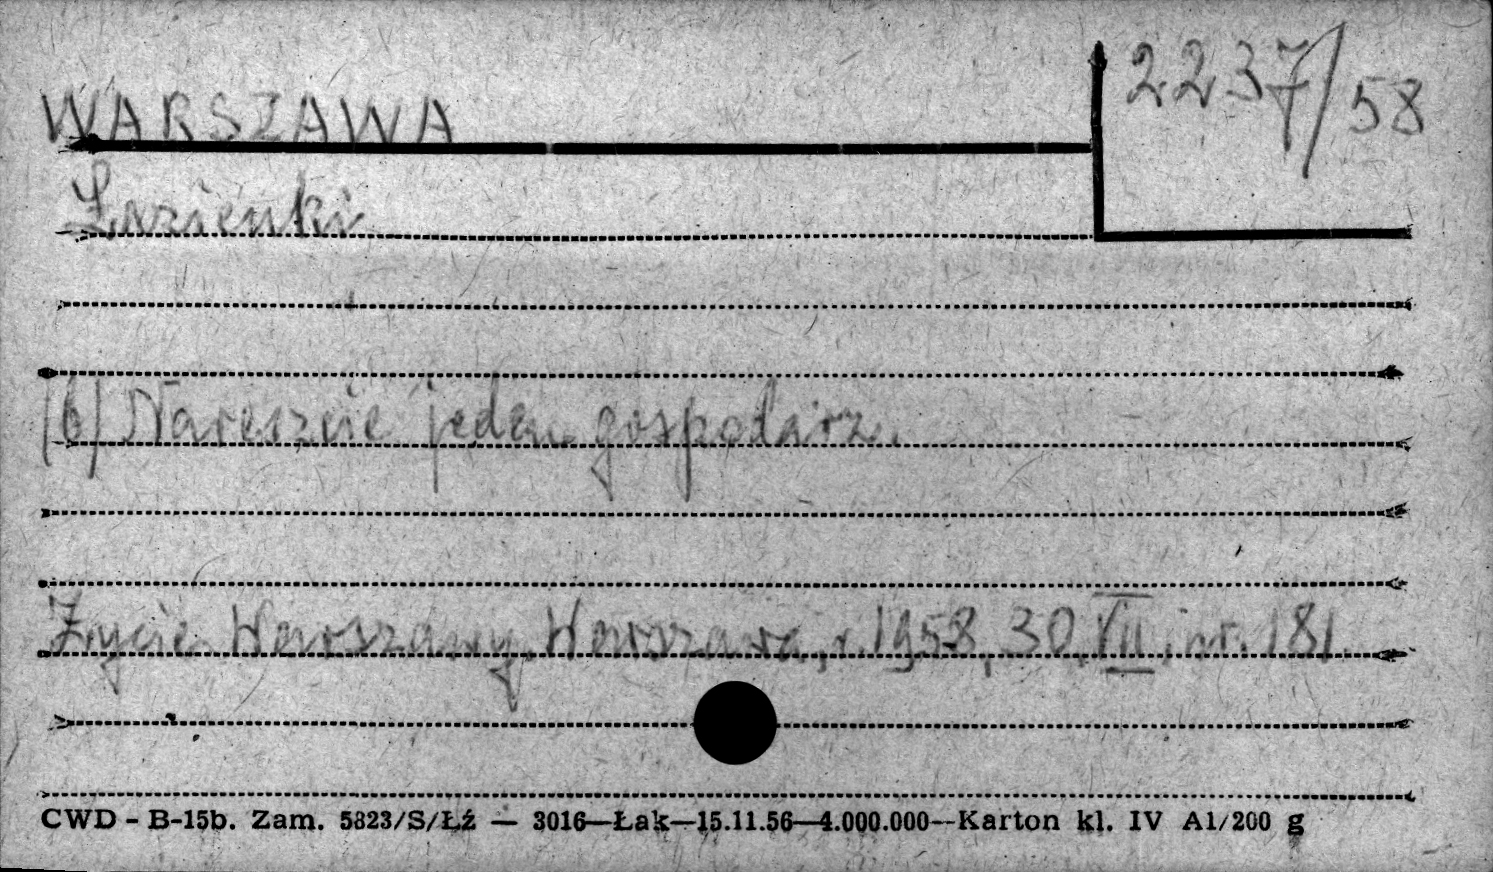 WARSZAWA
2237/58
Łazienki
(b) Nareszcie jeden gospodarz.
Życie Warszawy, Warszawa, r. 1958, 30.VII, nr. 181.
CWD - B-15b. Zam. 5823/S/Łź — 3016—Łak—15.11.56—4.000.000—Karton kl. IV A1/200 g